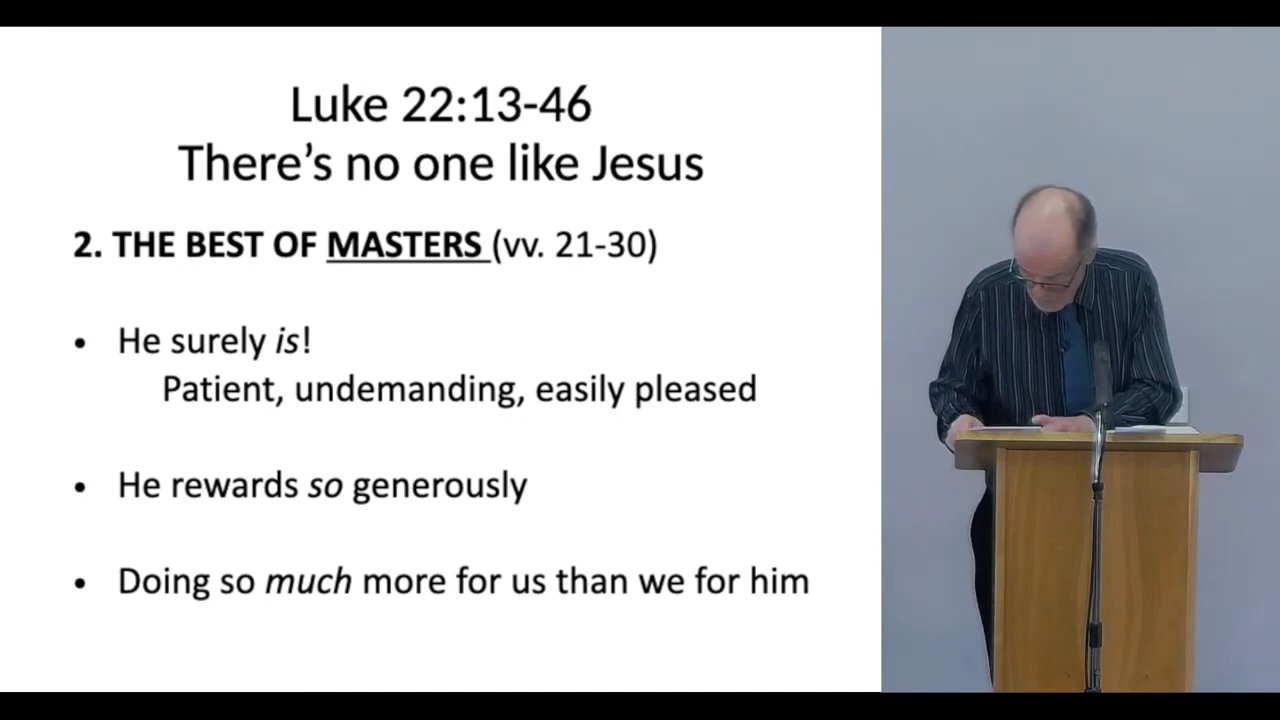 Luke 22:13-46
There's no one like Jesus
2. THE BEST OF MASTERS (vv. 21-30)
• He surely is!
Patient, undemanding, easily pleased
• He rewards so generously
• Doing so much more for us than we for him